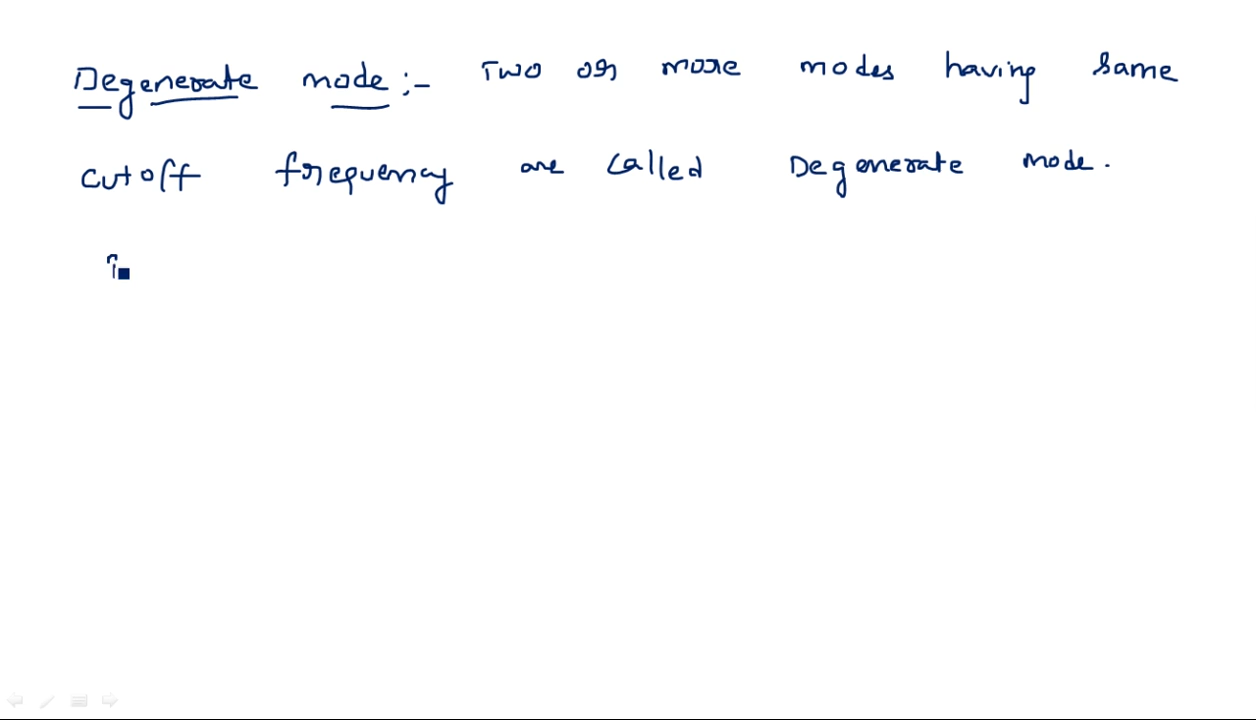 Degenerate mode :- Two or more modes having same
cutoff frequency are called Degenerate mode.